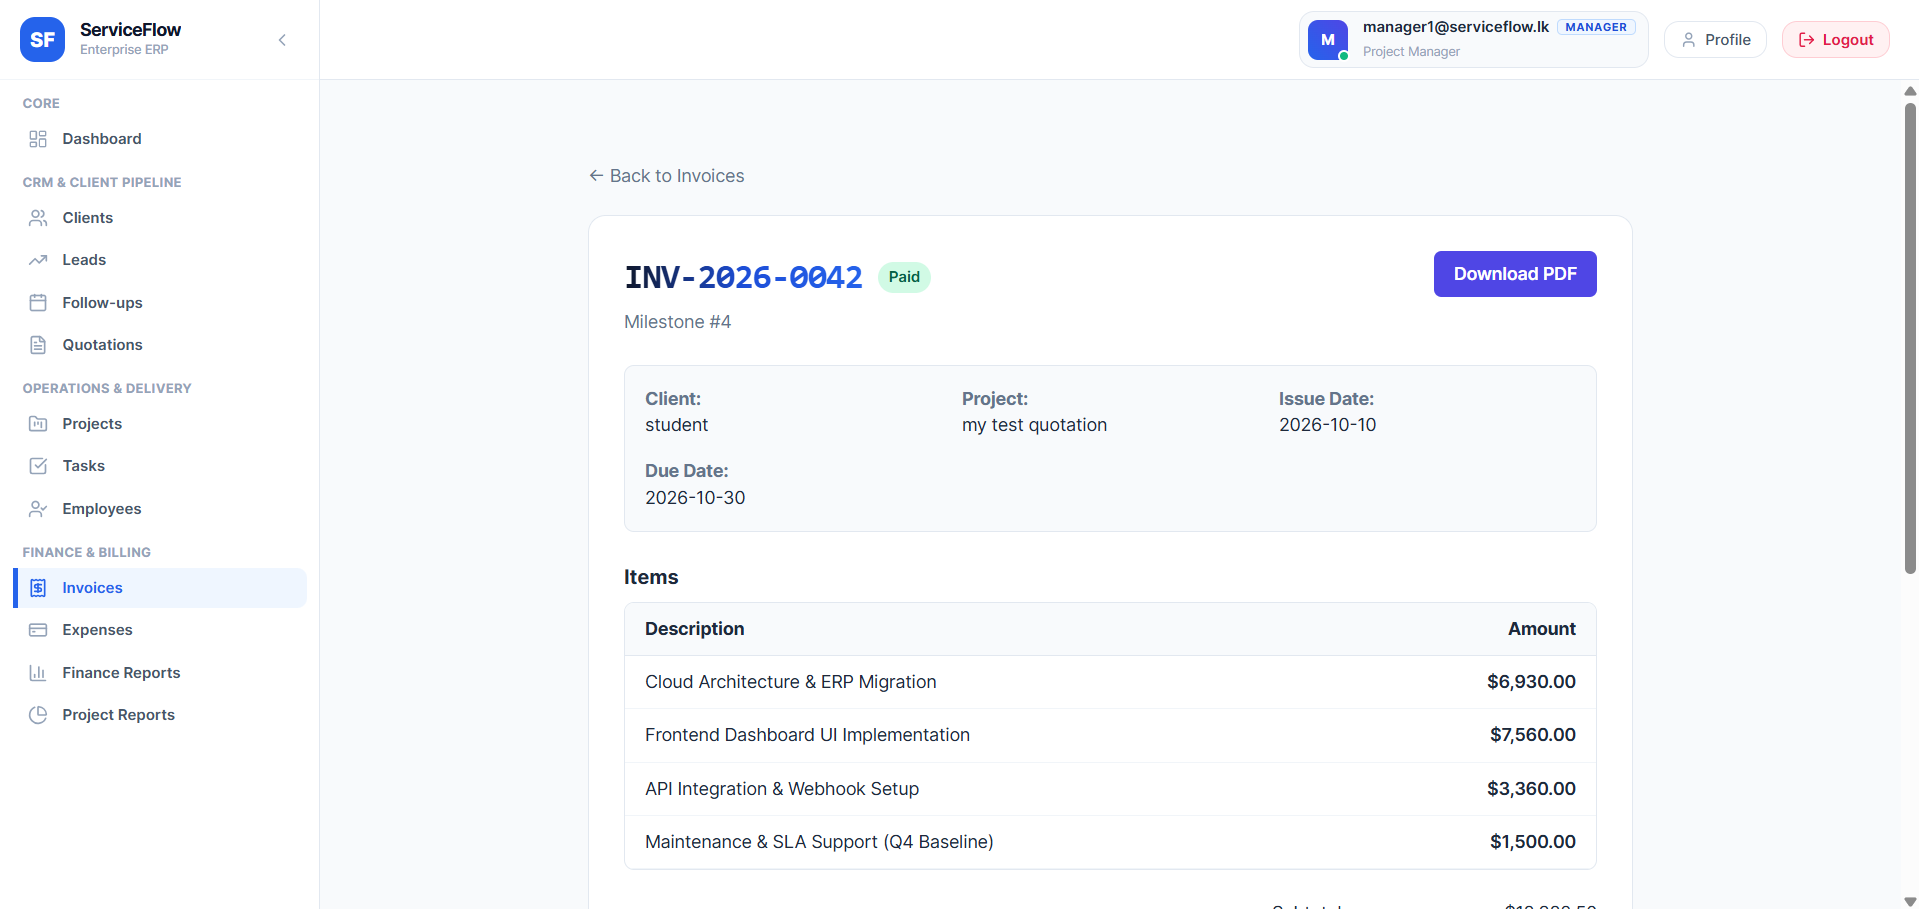 SF
ServiceFlow
Enterprise ERP
M
manager1@serviceflow.lk MANAGER
Project Manager
Profile
Logout
CORE
Dashboard
CRM & CLIENT PIPELINE
Clients
Leads
Follow-ups
Quotations
OPERATIONS & DELIVERY
Projects
Tasks
Employees
FINANCE & BILLING
Invoices
Expenses
Finance Reports
Project Reports
← Back to Invoices
INV-2026-0042 Paid
Download PDF
Milestone #4
Client:
student
Project:
my test quotation
Issue Date:
2026-10-10
Due Date:
2026-10-30
Items
Description Amount
Cloud Architecture & ERP Migration $6,930.00
Frontend Dashboard UI Implementation $7,560.00
API Integration & Webhook Setup $3,360.00
Maintenance & SLA Support (Q4 Baseline) $1,500.00